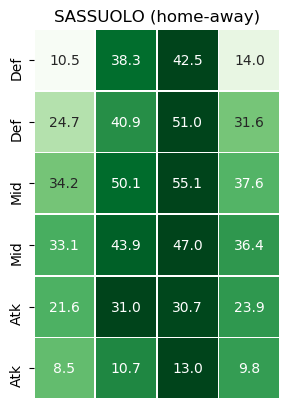 SASSUOLO (home-away)
Def 10.5 38.3 42.5 14.0
Def 24.7 40.9 51.0 31.6
Mid 34.2 50.1 55.1 37.6
Mid 33.1 43.9 47.0 36.4
Atk 21.6 31.0 30.7 23.9
Atk 8.5 10.7 13.0 9.8